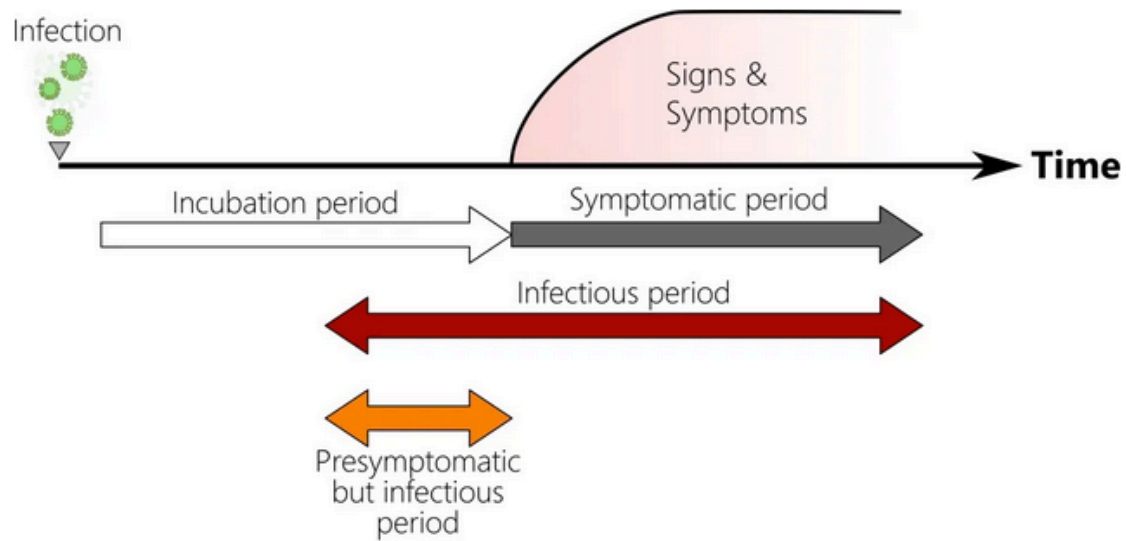 Infection
Signs &
Symptoms
Time
Incubation period
Symptomatic period
Infectious period
Presymptomatic
but infectious
period